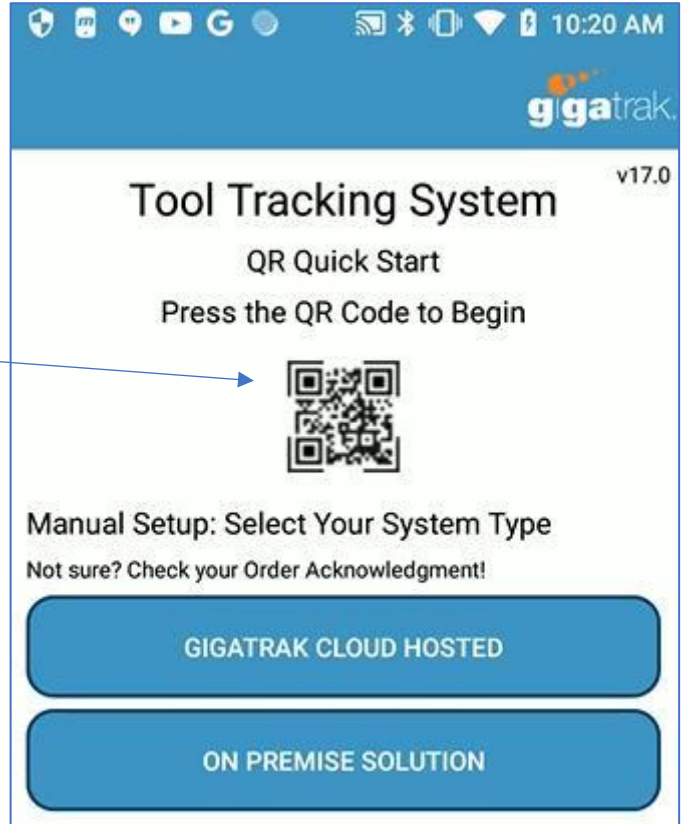 10:20 AM
gigatrak.
v17.0
Tool Tracking System
QR Quick Start
Press the QR Code to Begin
Manual Setup: Select Your System Type
Not sure? Check your Order Acknowledgment!
GIGATRAK CLOUD HOSTED
ON PREMISE SOLUTION